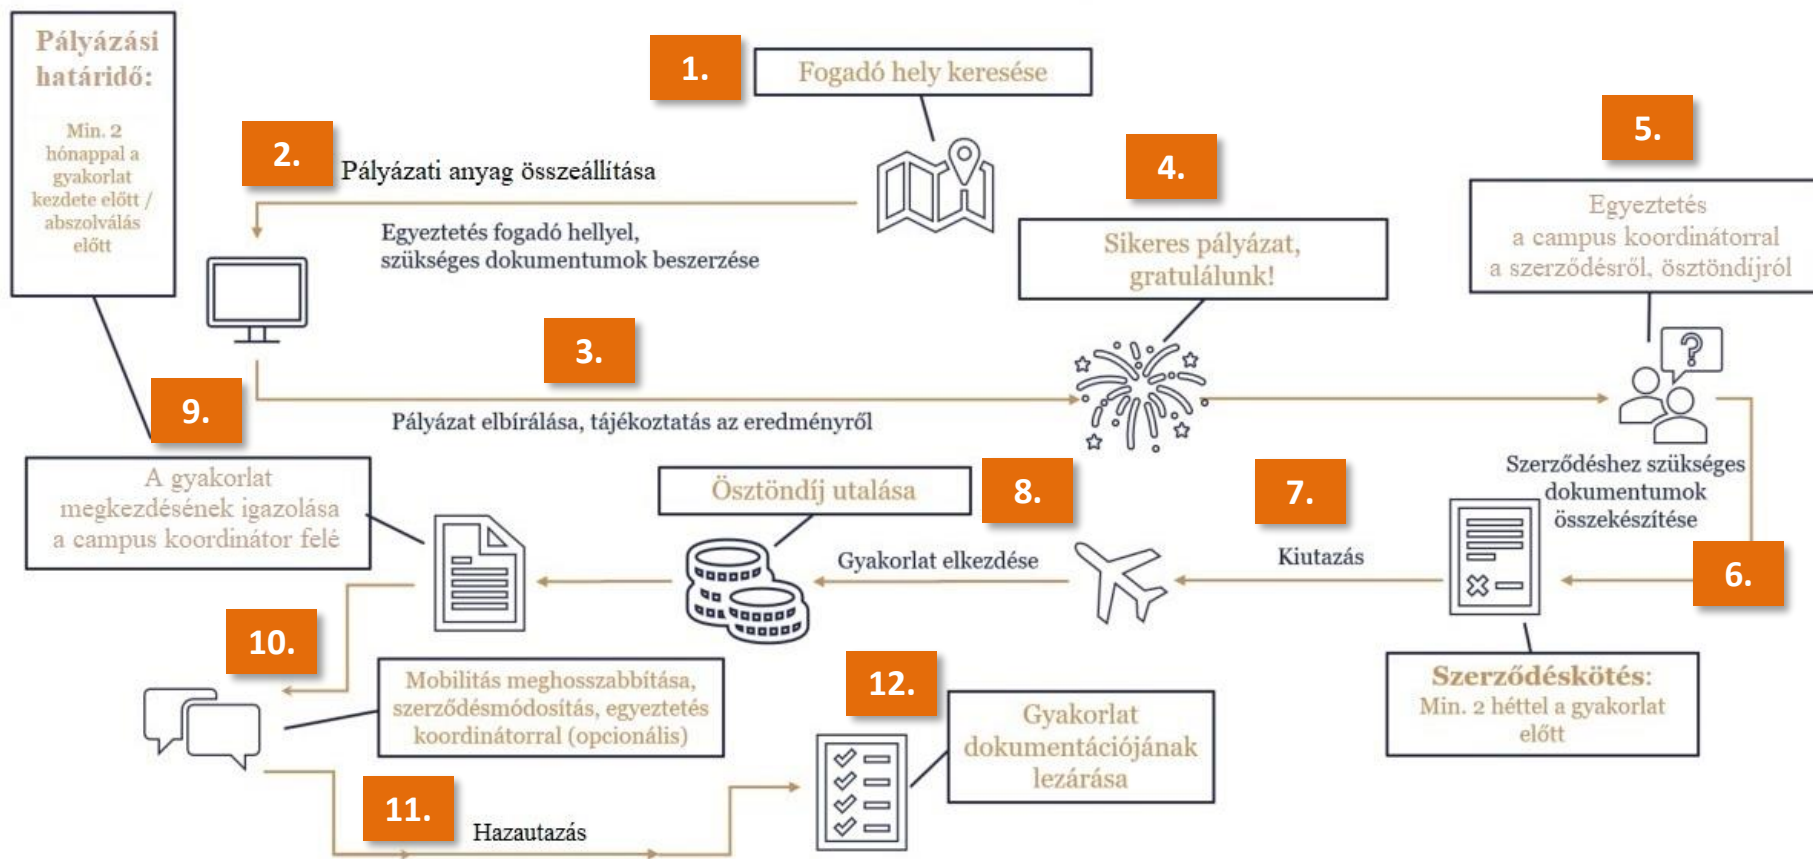 Pályázási
határidő:
Min. 2
hónappal a
gyakorlat
kezdete előtt /
abszolválás
előtt
1.
Fogadó hely keresése
2.
Pályázati anyag összeállítása
Egyeztetés fogadó hellyel,
szükséges dokumentumok beszerzése
3.
Pályázat elbírálása, tájékoztatás az eredményről
4.
Sikeres pályázat,
gratulálunk!
5.
Egyeztetés
a campus koordinátorral
a szerződésről, ösztöndíjról
?
Szerződéshez szükséges
dokumentumok
összekészítése
6.
Szerződéskötés:
Min. 2 héttel a gyakorlat
előtt
7.
Kiutazás
8.
Gyakorlat elkezdése
Ösztöndíj utalása
9.
A gyakorlat
megkezdésének igazolása
a campus koordinátor felé
10.
Mobilitás meghosszabbítása,
szerződésmódosítás, egyeztetés
koordinátorral (opcionális)
11.
Hazautazás
12.
Gyakorlat
dokumentációjának
lezárása